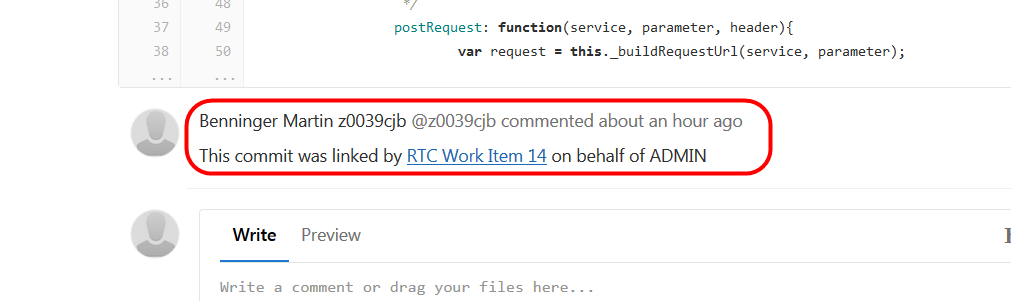 36 48 */
37 49 postRequest: function(service, parameter, header){
38 50 var request = this._buildRequestUrl(service, parameter);
... ...
Benninger Martin z0039cjb @z0039cjb commented about an hour ago
This commit was linked by RTC Work Item 14 on behalf of ADMIN
Write Preview
Write a comment or drag your files here...